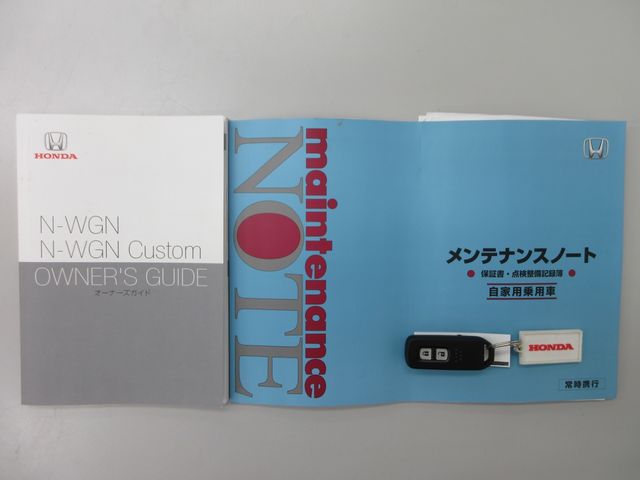 HONDA
N-WGN
N-WGN Custom
OWNER'S GUIDE
オーナーズガイド
maintenance
NOTE
メンテナンスノート
● 保証書・点検整備記録簿 ●
自家用乗用車
HONDA
常時携行